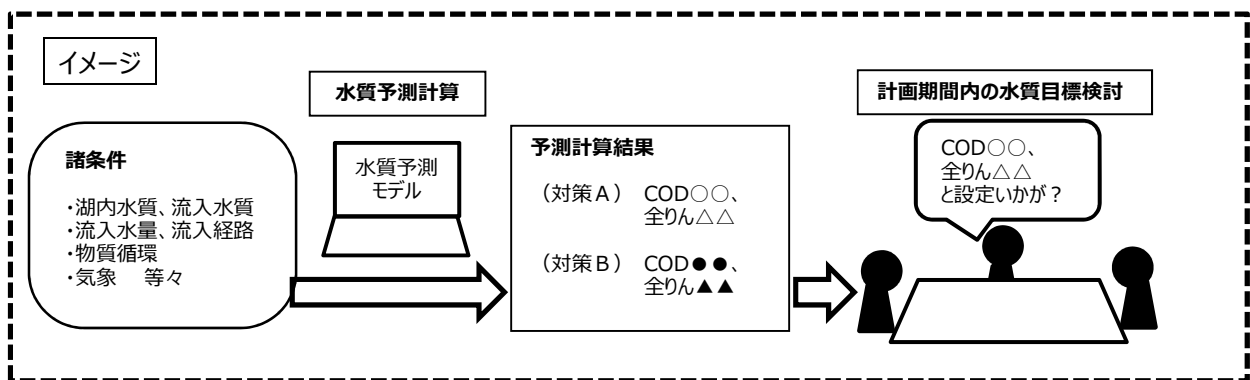 イメージ
水質予測計算
計画期間内の水質目標検討
諸条件
・湖内水質、流入水質
・流入水量、流入経路
・物質循環
・気象　等々
水質予測
モデル
予測計算結果
（対策Ａ）　COD○○、
全りん△△
（対策Ｂ）　COD●●、
全りん▲▲
COD○○、
全りん△△
と設定いかが？